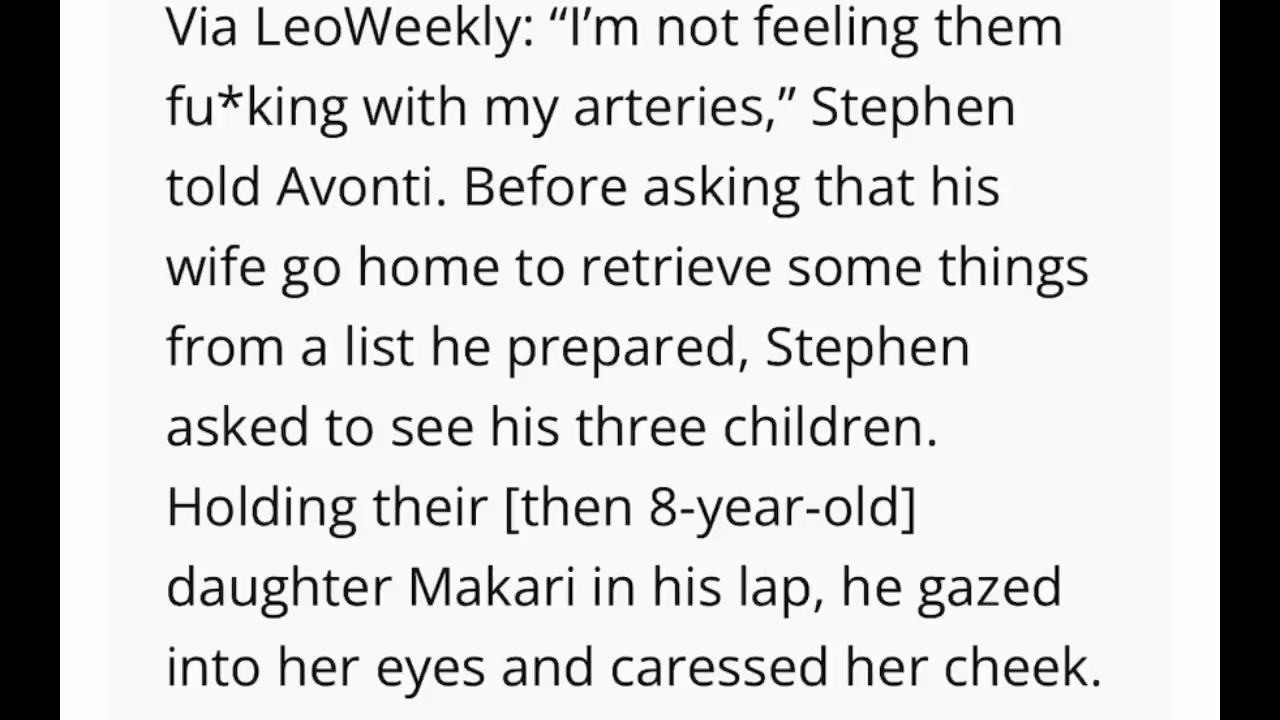 Via LeoWeekly: “I’m not feeling them
fu*king with my arteries,” Stephen
told Avonti. Before asking that his
wife go home to retrieve some things
from a list he prepared, Stephen
asked to see his three children.
Holding their [then 8-year-old]
daughter Makari in his lap, he gazed
into her eyes and caressed her cheek.